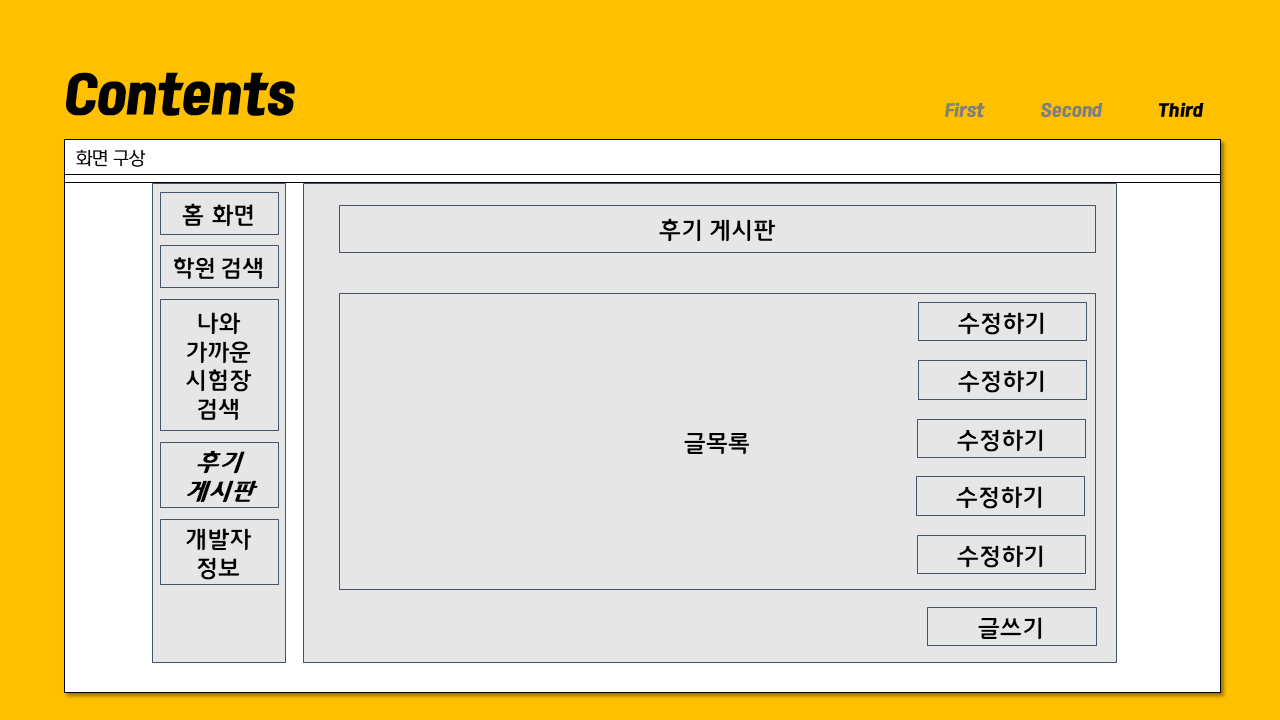 Contents
First Second Third
화면 구상
홈 화면
학원 검색
나와
가까운
시험장
검색
후기
게시판
개발자
정보
후기 게시판
글목록
수정하기
수정하기
수정하기
수정하기
수정하기
글쓰기